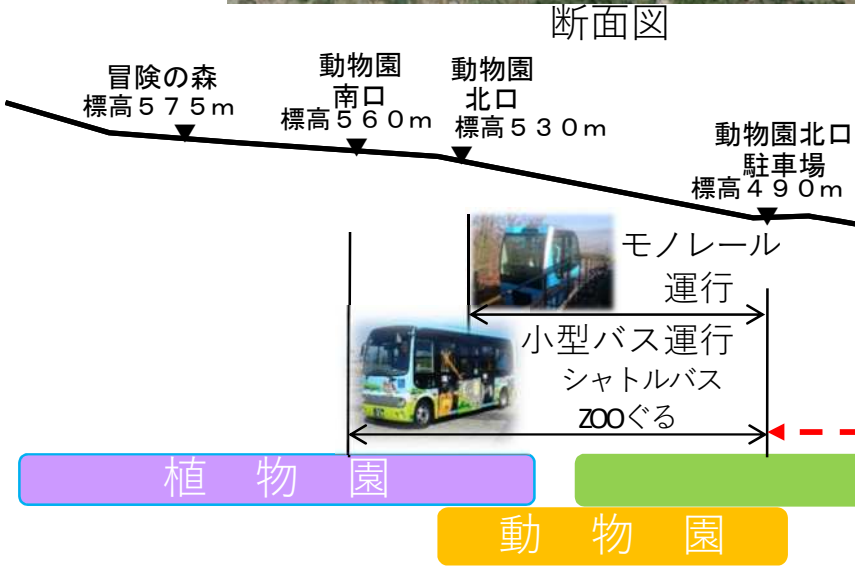 断面図
冒険の森
標高575m
動物園
南口
標高560m
動物園
北口
標高530m
動物園北口
駐車場
標高490m
モノレール
運行
小型バス運行
シャトルバス
ZOOぐる
植物園
動物園